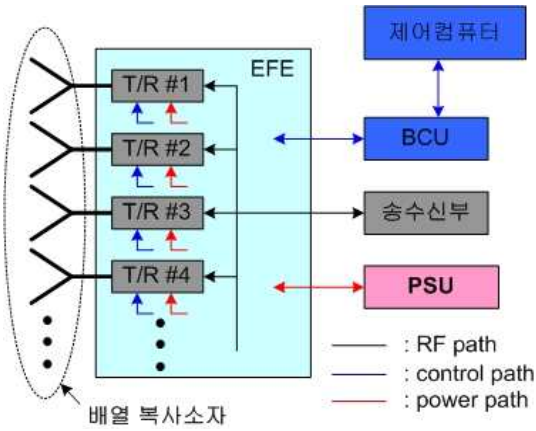 EFE
제어컴퓨터
T/R #1
T/R #2
BCU
T/R #3
송수신부
T/R #4
PSU
: RF path
: control path
: power path
배열 복사소자